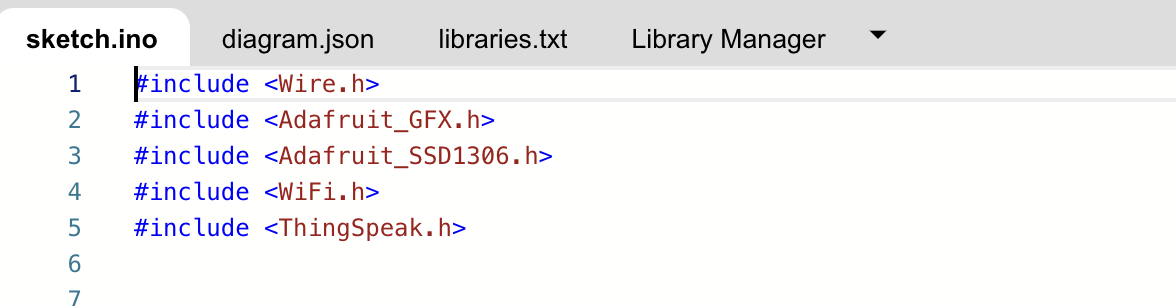 sketch.ino diagram.json libraries.txt Library Manager
1 #include <Wire.h>
2 #include <Adafruit_GFX.h>
3 #include <Adafruit_SSD1306.h>
4 #include <WiFi.h>
5 #include <ThingSpeak.h>
6
7